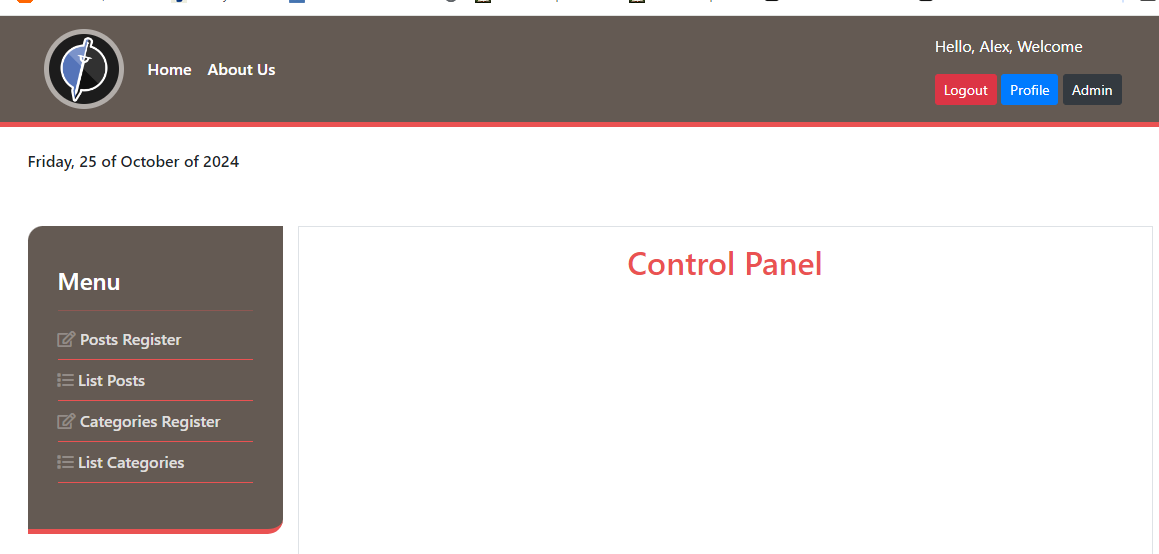 Home About Us
Hello, Alex, Welcome
Logout Profile Admin
Friday, 25 of October of 2024
Menu
Posts Register
List Posts
Categories Register
List Categories
Control Panel